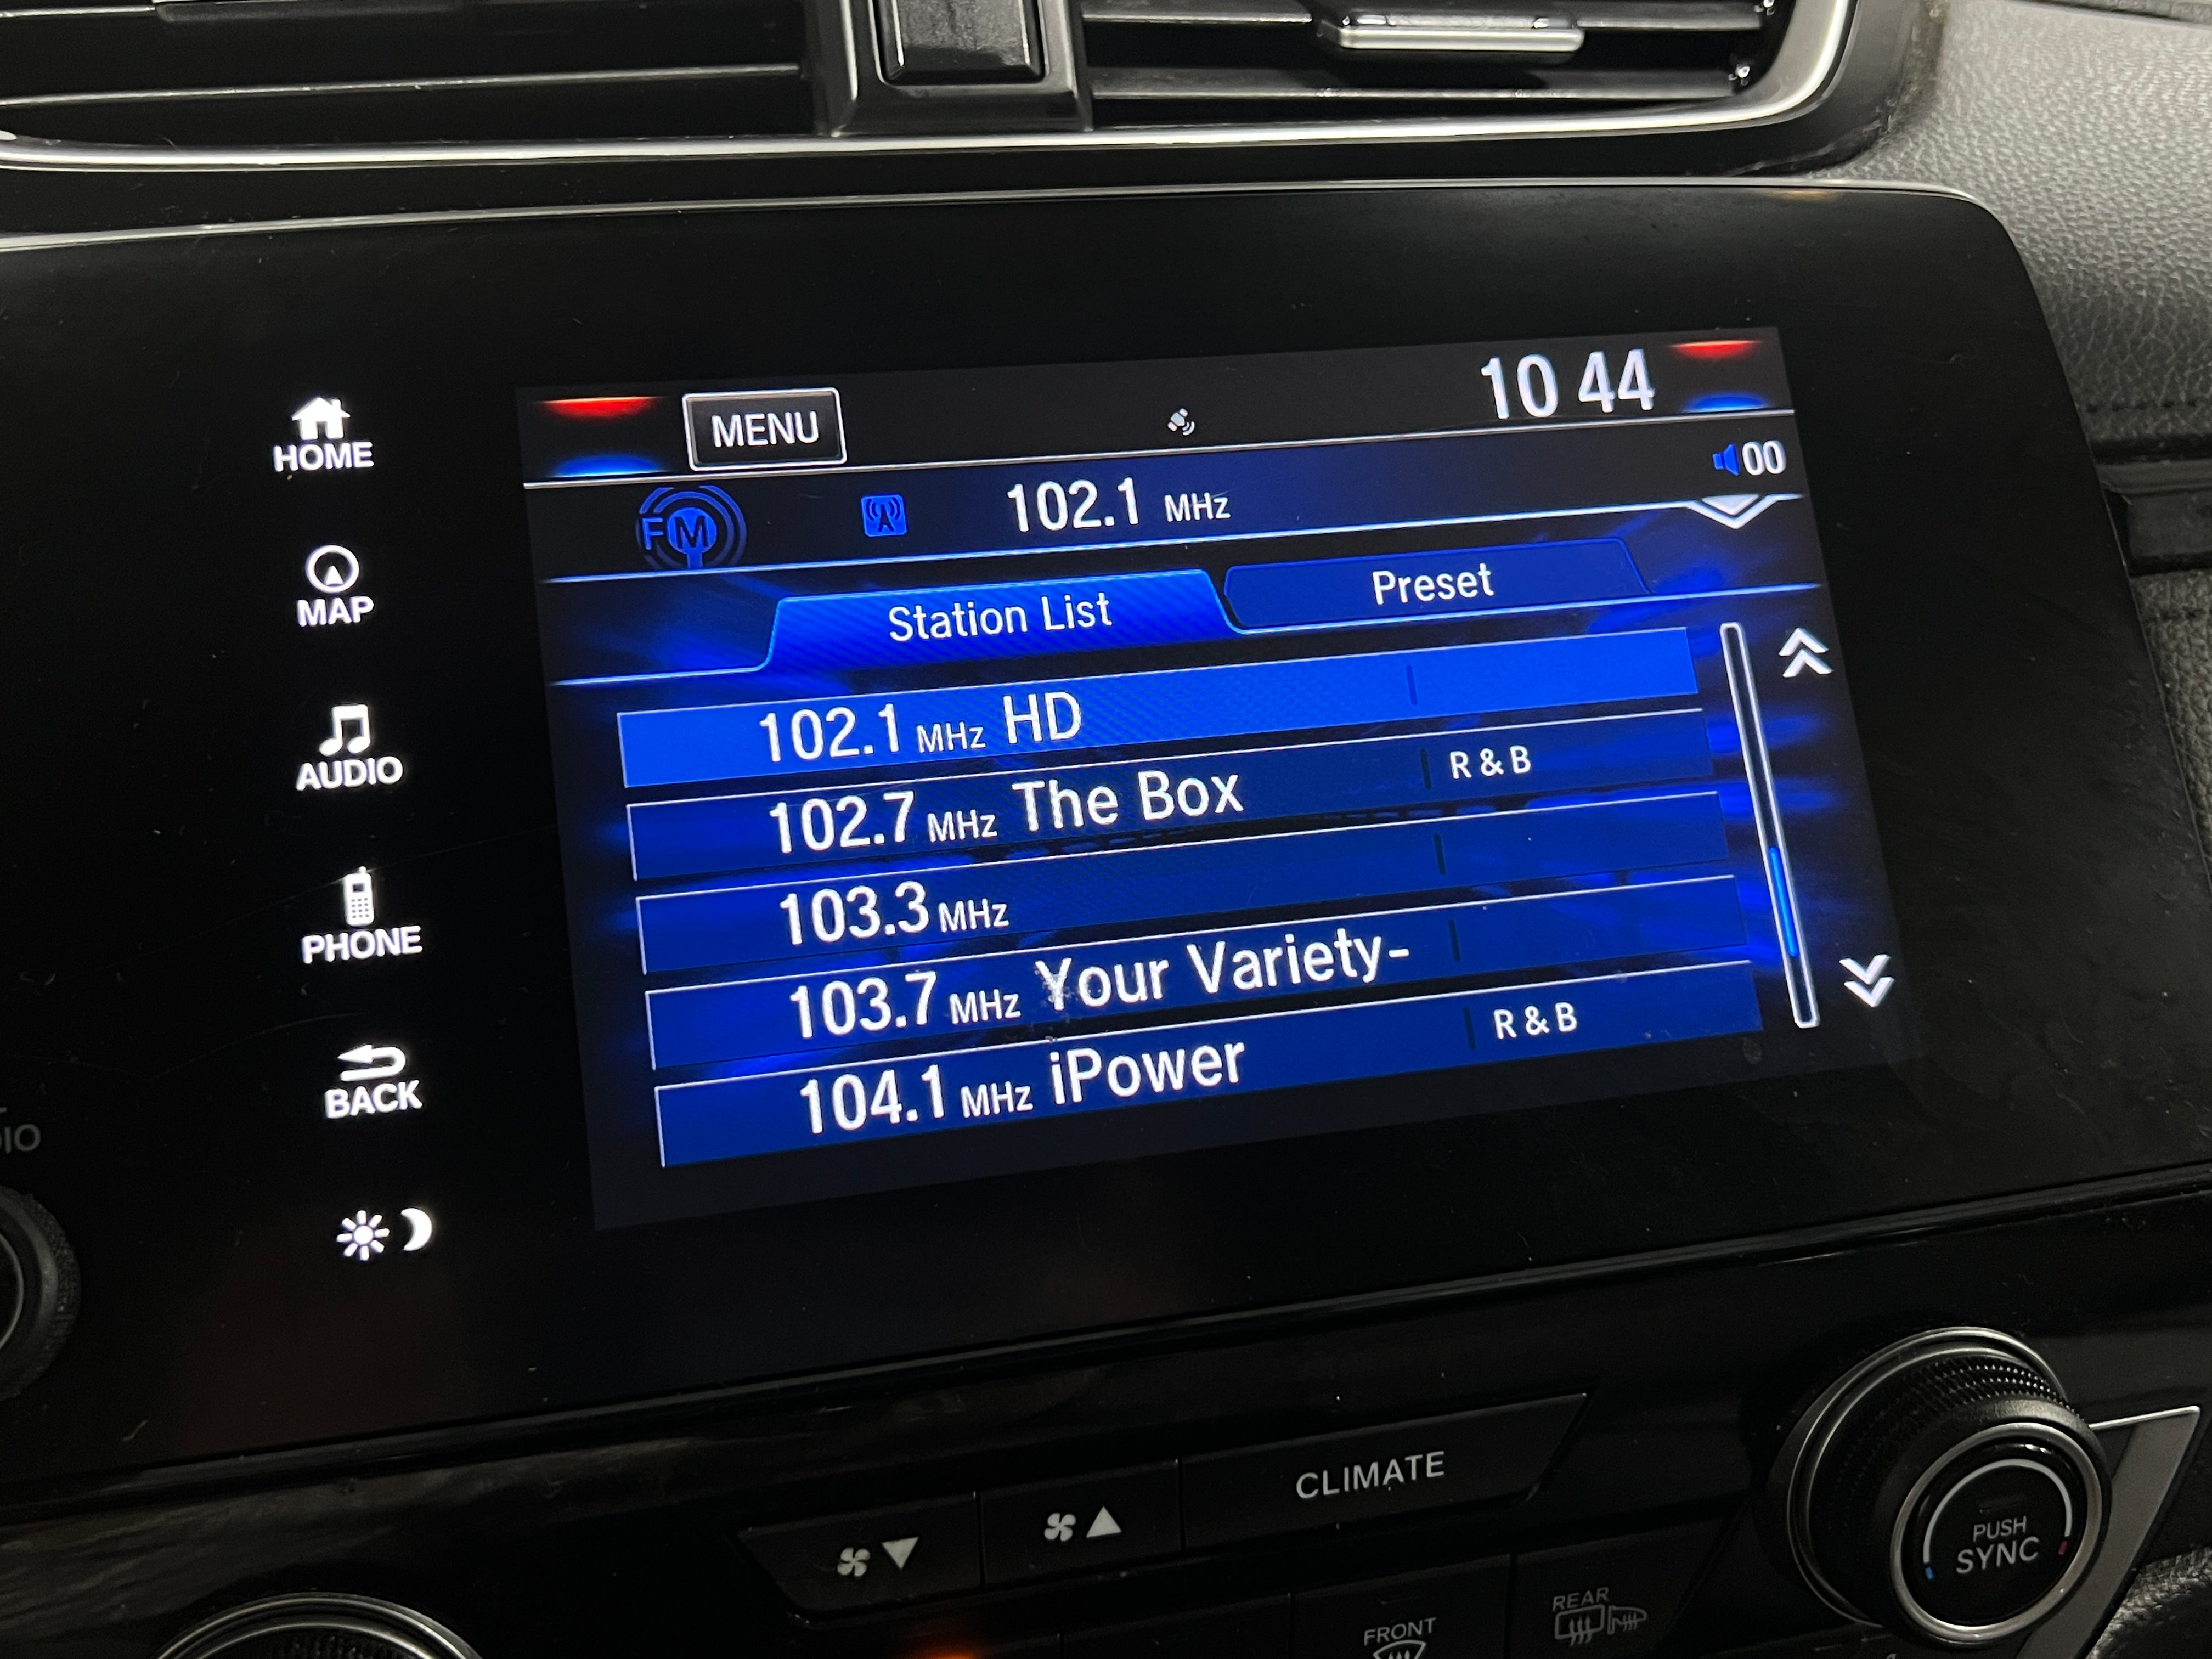 MENU
10 44
00
FM
102.1 MHz
Station List
Preset
102.1 MHz HD
102.7 MHz The Box R & B
103.3 MHz
103.7 MHz Your Variety-
104.1 MHz iPower R & B
HOME
MAP
AUDIO
PHONE
BACK
CLIMATE
PUSH
SYNC
FRONT
REAR